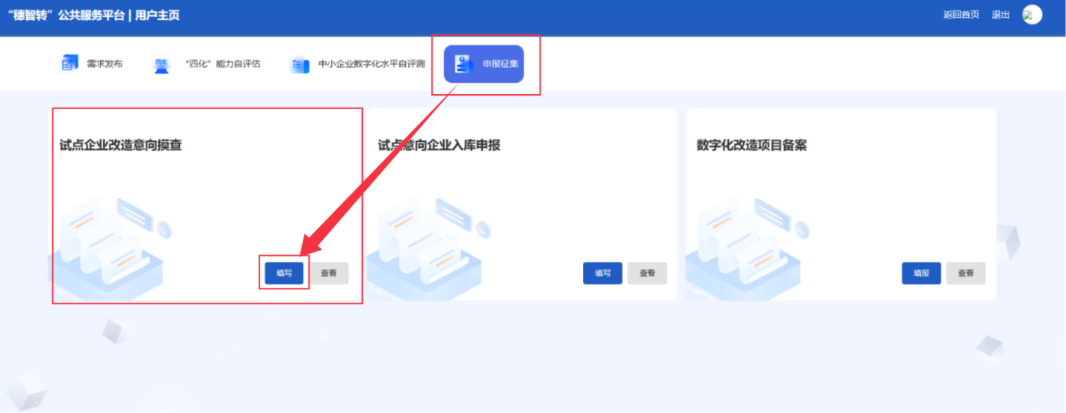 “穗智转”公共服务平台 | 用户主页
返回首页 退出
需求发布 “四化”能力自评估 中小企业数字化水平自评测 申报征集
试点企业改造意向摸查 试点意向企业入库申报 数字化改造项目备案
填写 查看 填写 查看 填报 查看